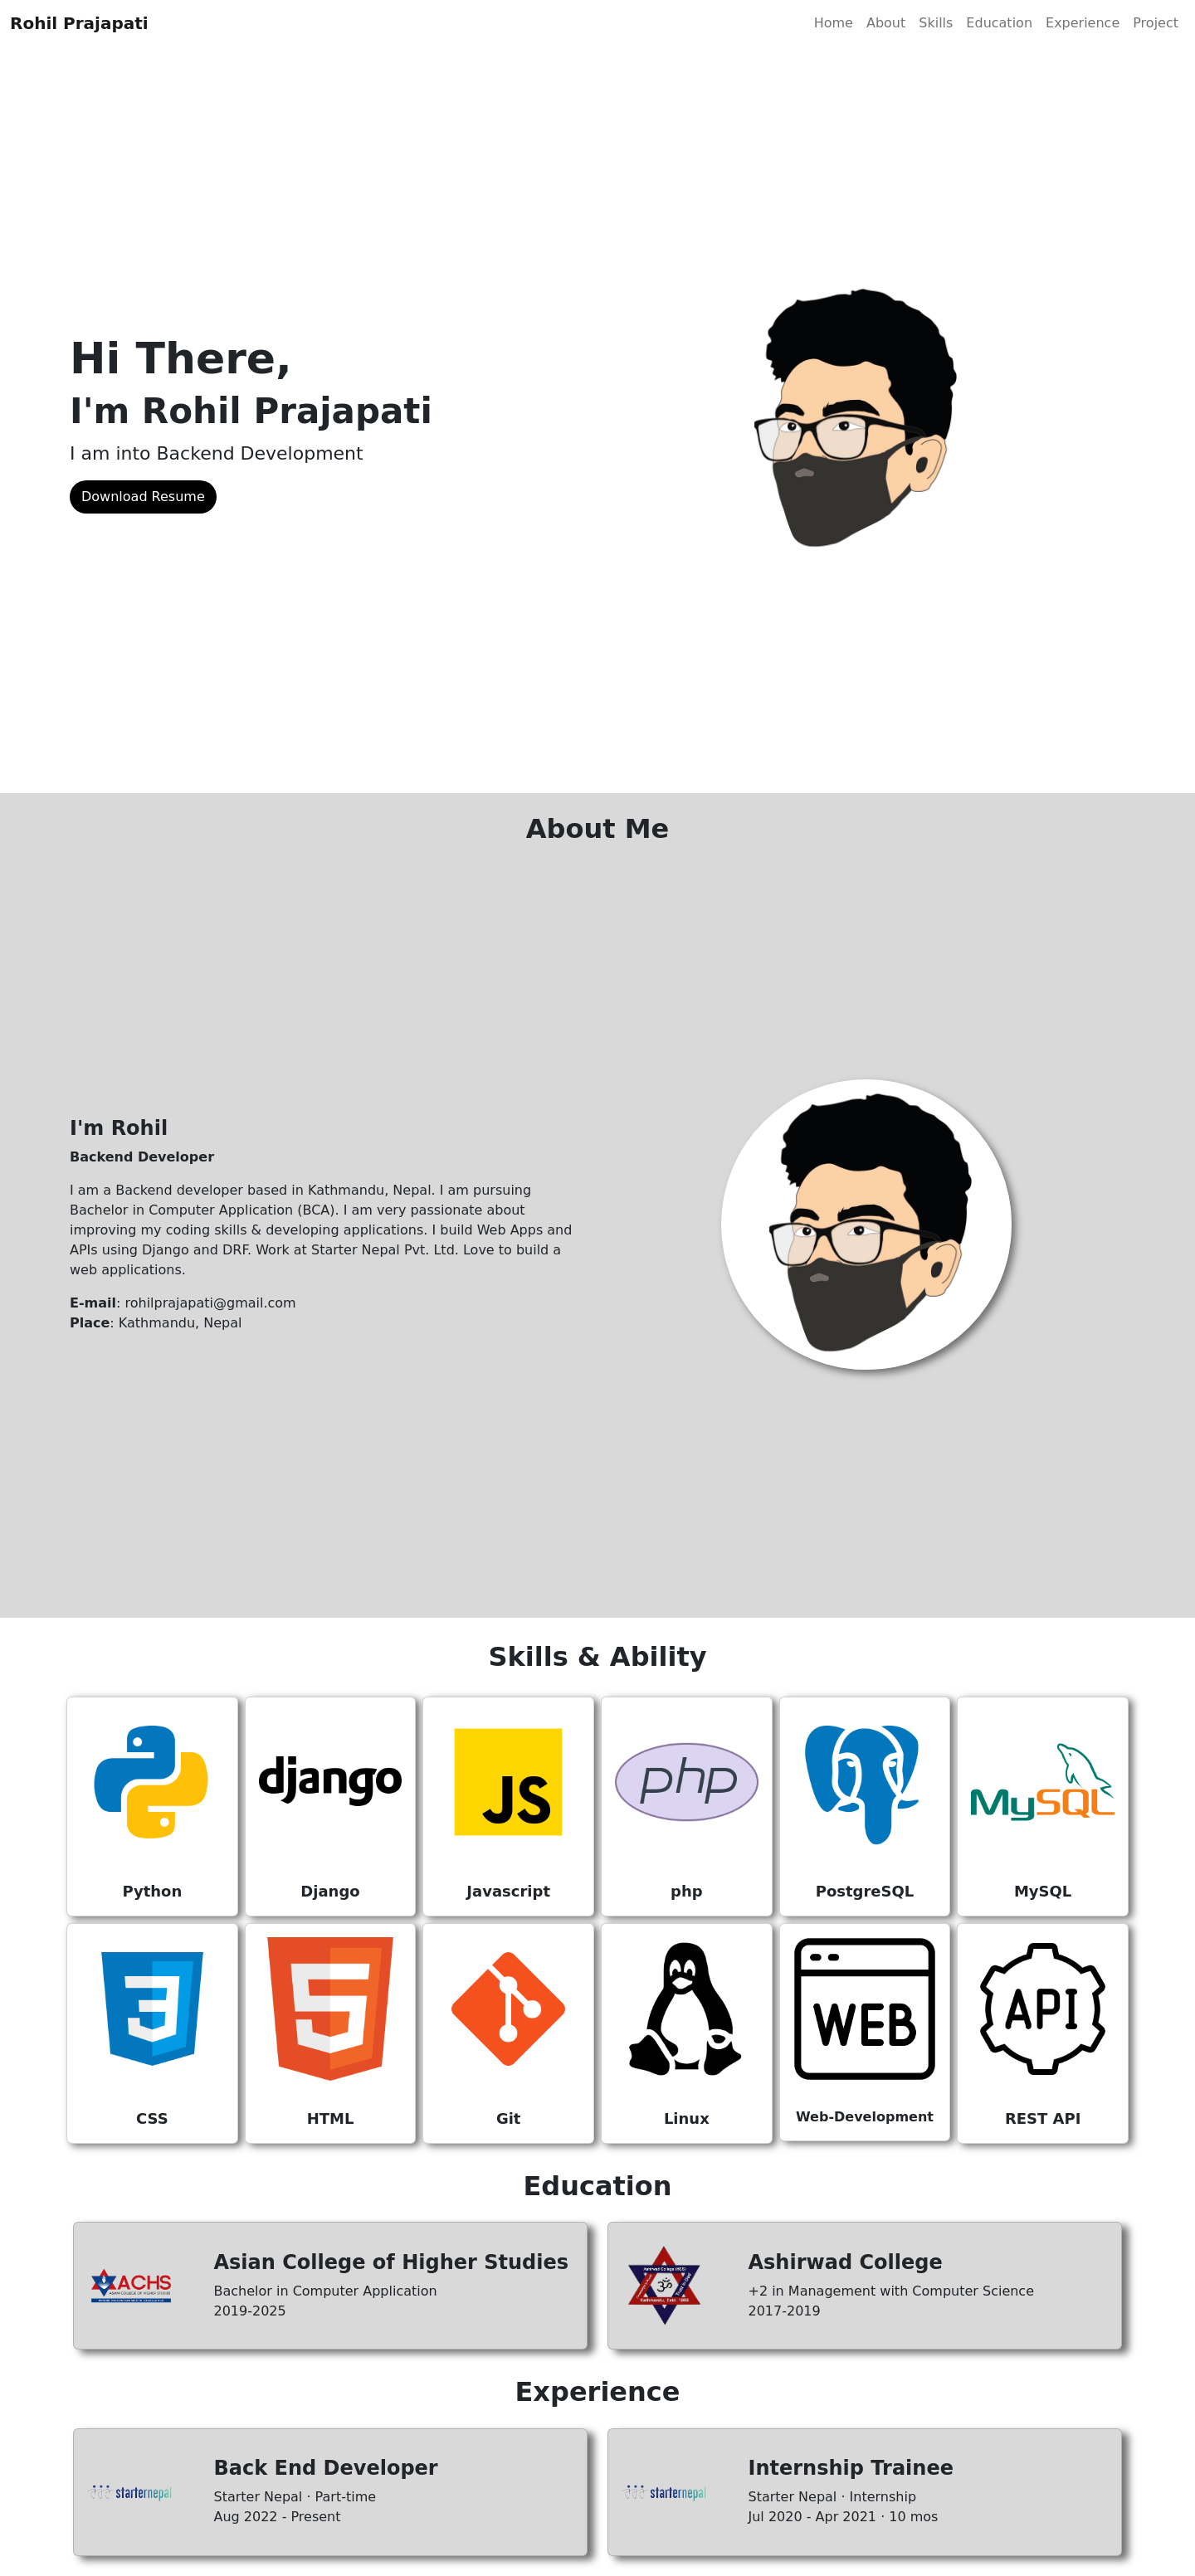 Rohil Prajapati
Home About Skills Education Experience Project
Hi There,
I'm Rohil Prajapati
I am into Backend Development
Download Resume
About Me
I'm Rohil
Backend Developer
I am a Backend developer based in Kathmandu, Nepal. I am pursuing
Bachelor in Computer Application (BCA). I am very passionate about
improving my coding skills & developing applications. I build Web Apps and
APIs using Django and DRF. Work at Starter Nepal Pvt. Ltd. Love to build a
web applications.
E-mail: rohilprajapati@gmail.com
Place: Kathmandu, Nepal
Skills & Ability
django
JS
php
MySQL
Python
Django
Javascript
php
PostgreSQL
MySQL
WEB
API
CSS
HTML
Git
Linux
Web-Development
REST API
Education
ACHS
Asian College of Higher Studies
Bachelor in Computer Application
2019-2025
Ashirwad College
+2 in Management with Computer Science
2017-2019
Experience
starternepal
Back End Developer
Starter Nepal · Part-time
Aug 2022 - Present
starternepal
Internship Trainee
Starter Nepal · Internship
Jul 2020 - Apr 2021 · 10 mos